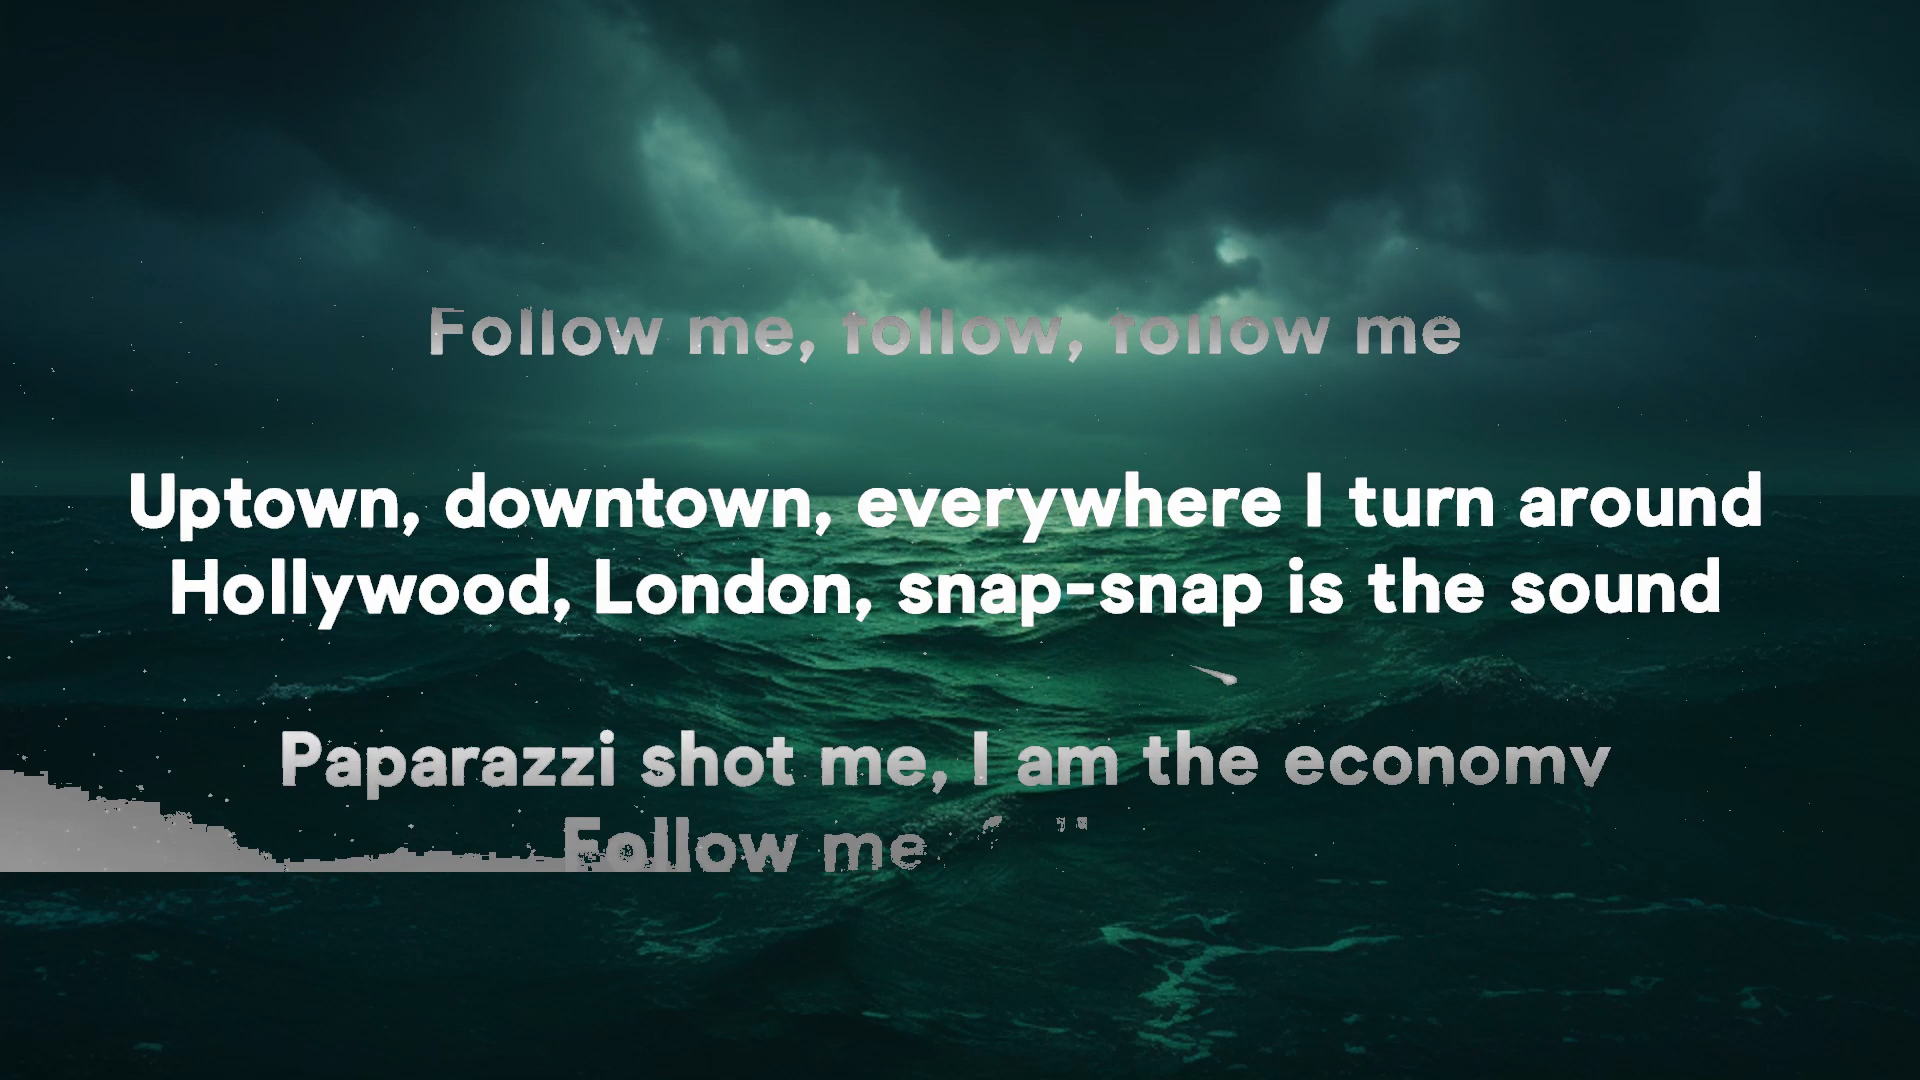 Follow me, follow, follow me
Uptown, downtown, everywhere I turn around
Hollywood, London, snap-snap is the sound
Paparazzi shot me, I am the economy
Follow me